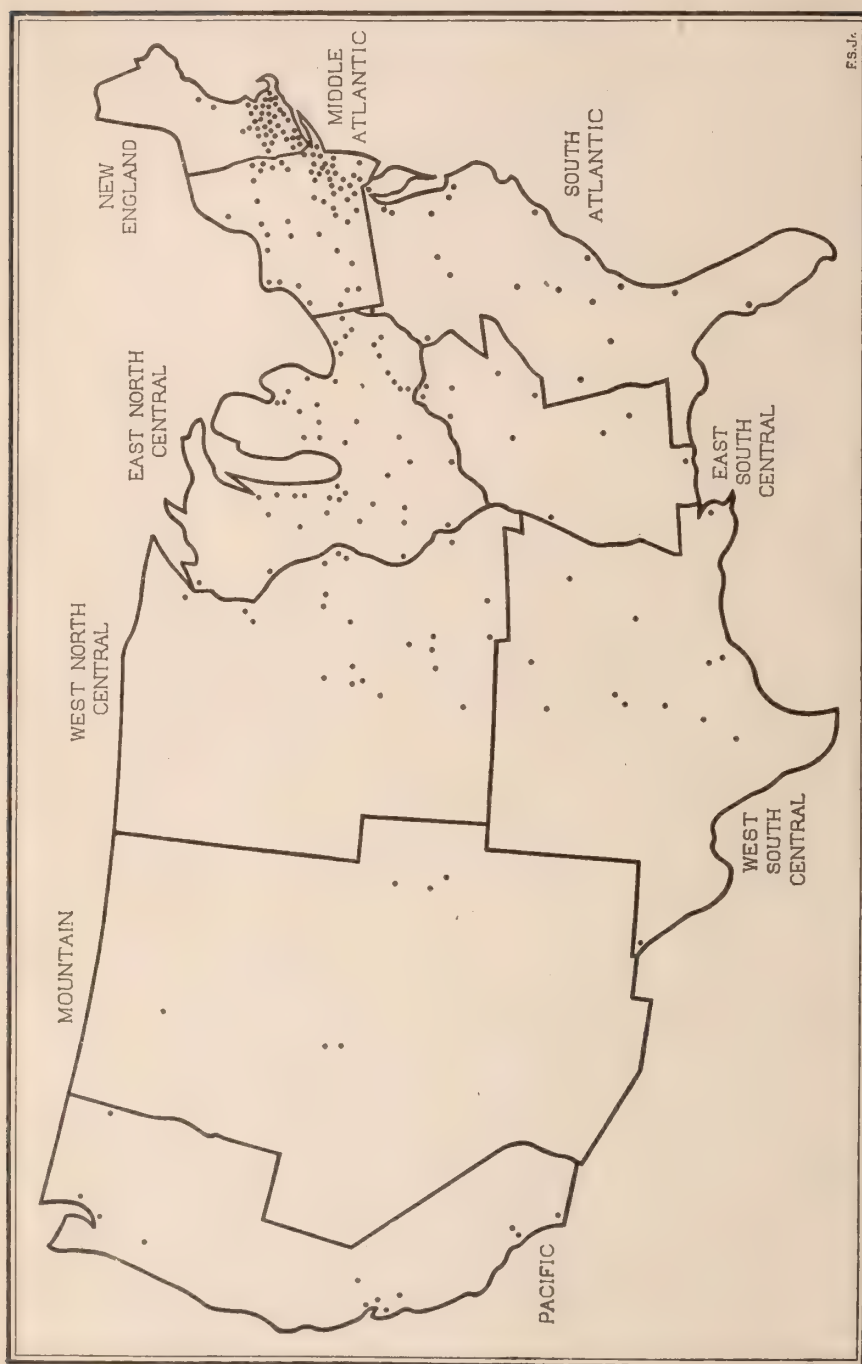 MOUNTAIN
WEST NORTH
CENTRAL
EAST NORTH
CENTRAL
NEW
ENGLAND
MIDDLE
ATLANTIC
SOUTH
ATLANTIC
EAST
SOUTH
CENTRAL
WEST
SOUTH
CENTRAL
PACIFIC
F.S.Jr.